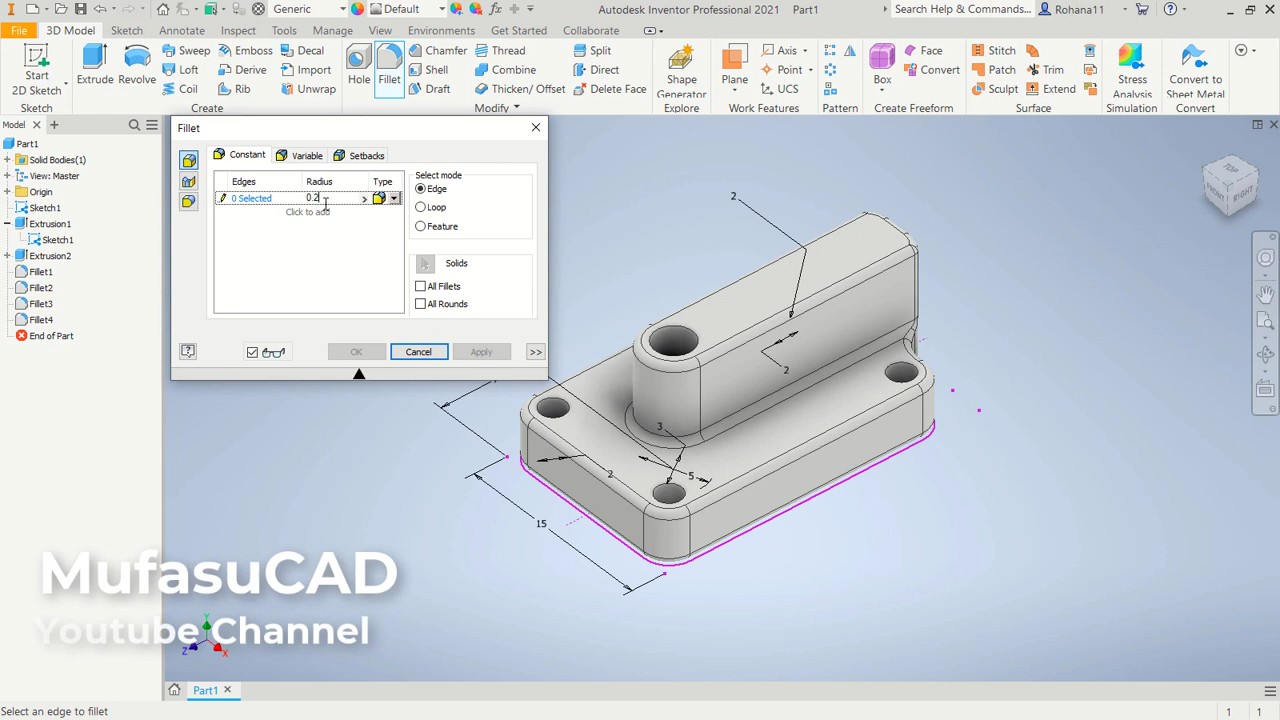 Generic
Default
Autodesk Inventor Professional 2021 Part1
Search Help & Commands...
Rohana11
File
3D Model
Sketch
Annotate
Inspect
Tools
Manage
View
Environments
Get Started
Collaborate
Start
2D Sketch
Extrude
Revolve
Sweep
Emboss
Decal
Loft
Derive
Import
Coil
Rib
Unwrap
Hole
Fillet
Chamfer
Thread
Split
Shell
Combine
Direct
Draft
Thicken/ Offset
Delete Face
Shape
Generator
Plane
Axis
Point
UCS
Box
Face
Convert
Stitch
Patch
Trim
Sculpt
Extend
Stress
Analysis
Convert to
Sheet Metal
Sketch
Create
Modify
Explore
Work Features
Pattern
Create Freeform
Surface
Simulation
Convert
Model
Part1
Solid Bodies(1)
View: Master
Origin
Sketch1
Extrusion1
Sketch1
Extrusion2
Fillet1
Fillet2
Fillet3
Fillet4
End of Part
Fillet
Constant
Variable
Setbacks
Edges
Radius
Type
0 Selected
0.2
Click to add
Select mode
Edge
Loop
Feature
Solids
All Fillets
All Rounds
OK
Cancel
Apply
>>
2
2
3
5
2
15
FRONT
RIGHT
MufasuCAD
Youtube Channel
Y
Z
X
Part1
Select an edge to fillet
1
1